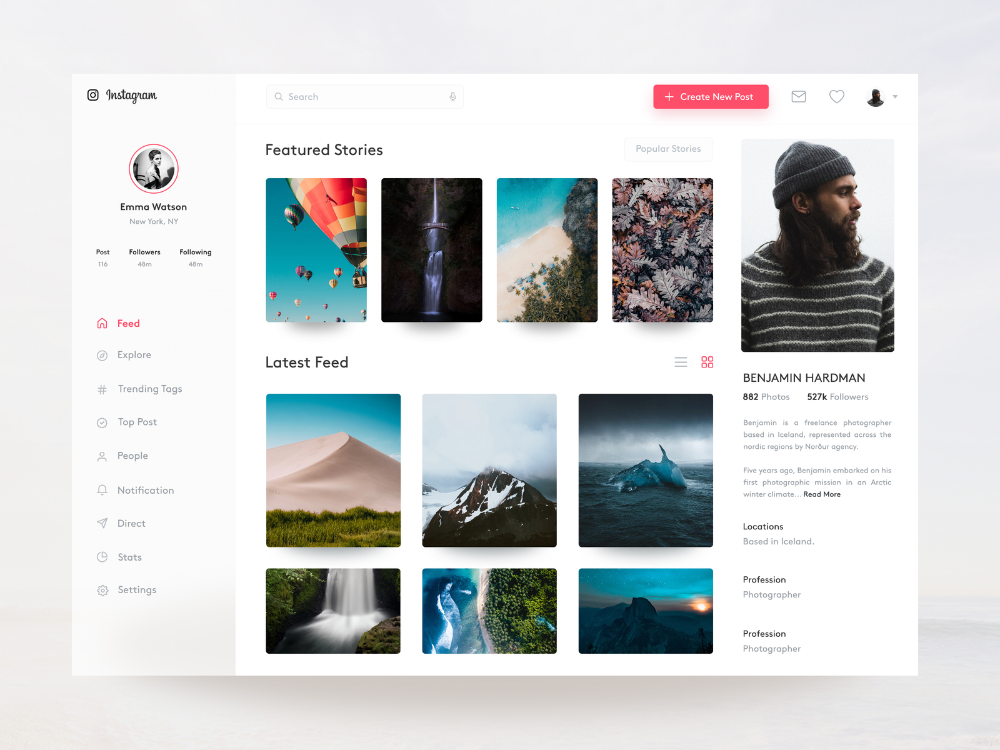 Instagram
Search
Create New Post
Emma Watson
New York, NY
Post Followers Following
116 48m 48m
Feed
Explore
Trending Tags
Top Post
People
Notification
Direct
Stats
Settings
Featured Stories
Popular Stories
Latest Feed
BENJAMIN HARDMAN
882 Photos 527k Followers
Benjamin is a freelance photographer
based in Iceland, represented across the
nordic regions by Norður agency.
Five years ago, Benjamin embarked on his
first photographic mission in an Arctic
winter climate... Read More
Locations
Based in Iceland.
Profession
Photographer
Profession
Photographer